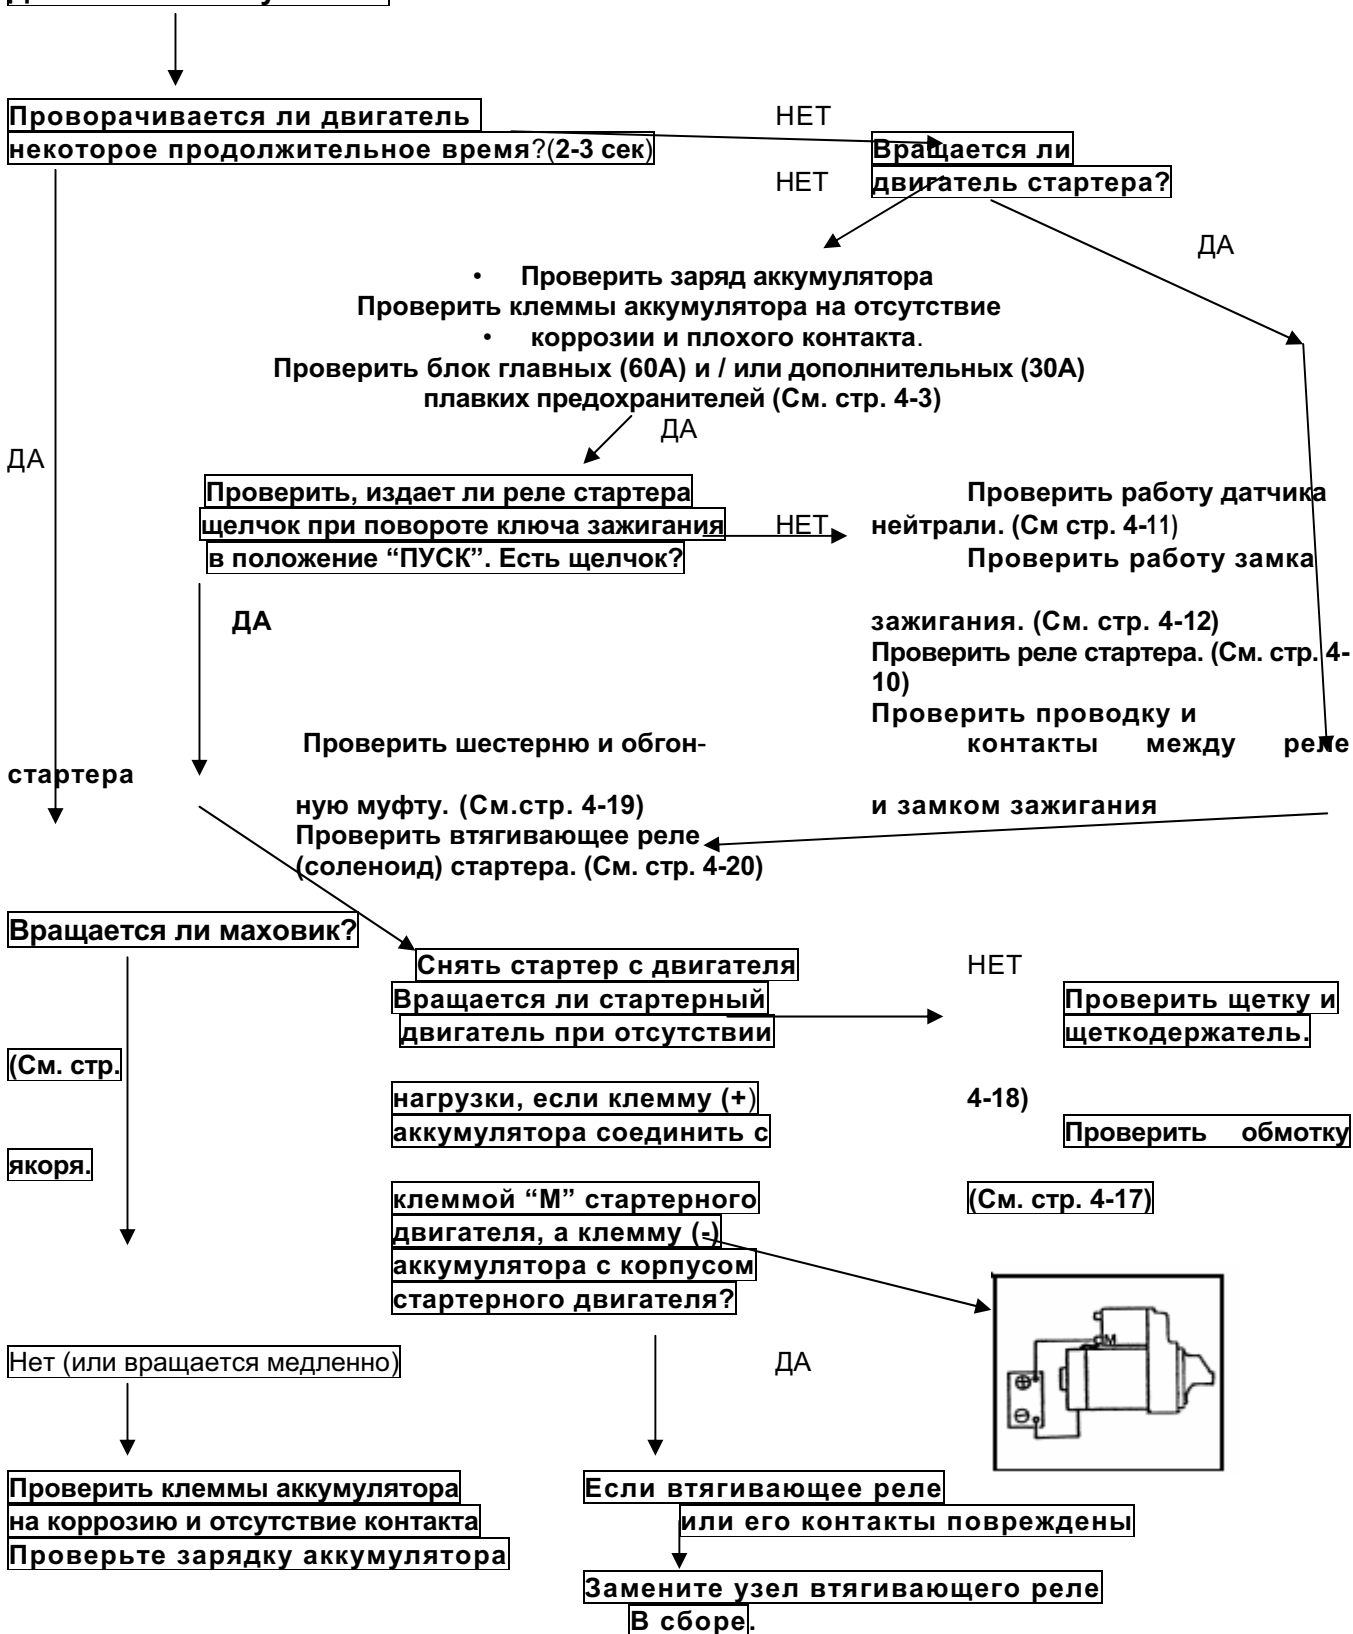 Проворачивается ли двигатель НЕТ
некоторое продолжительное время?(2-3 сек)
Вращается ли
НЕТ двигатель стартера?
ДА
• Проверить заряд аккумулятора
Проверить клеммы аккумулятора на отсутствие
• коррозии и плохого контакта.
Проверить блок главных (60А) и / или дополнительных (30А)
плавких предохранителей (См. стр. 4-3)
ДА
ДА
Проверить, издает ли реле стартера
щелчок при повороте ключа зажигания
в положение “ПУСК”. Есть щелчок?
НЕТ
Проверить работу датчика
нейтрали. (См стр. 4-11)
Проверить работу замка
ДА
зажигания. (См. стр. 4-12)
Проверить реле стартера. (См. стр. 4-
10)
Проверить проводку и
Проверить шестерню и обгон-
контакты между реле
стартера
ную муфту. (См.стр. 4-19)
и замком зажигания
Проверить втягивающее реле
(соленоид) стартера. (См. стр. 4-20)
Вращается ли маховик?
Снять стартер с двигателя
НЕТ
Вращается ли стартерный
Проверить щетку и
двигатель при отсутствии
щеткодержатель.
(См. стр.
нагрузки, если клемму (+)
4-18)
аккумулятора соединить с
Проверить обмотку
якоря.
клеммой “М” стартерного
(См. стр. 4-17)
двигателя, а клемму (-)
аккумулятора с корпусом
стартерного двигателя?
M
Нет (или вращается медленно)
ДА
Проверить клеммы аккумулятора
на коррозию и отсутствие контакта
Проверьте зарядку аккумулятора
Если втягивающее реле
или его контакты повреждены
Замените узел втягивающего реле
В сборе.